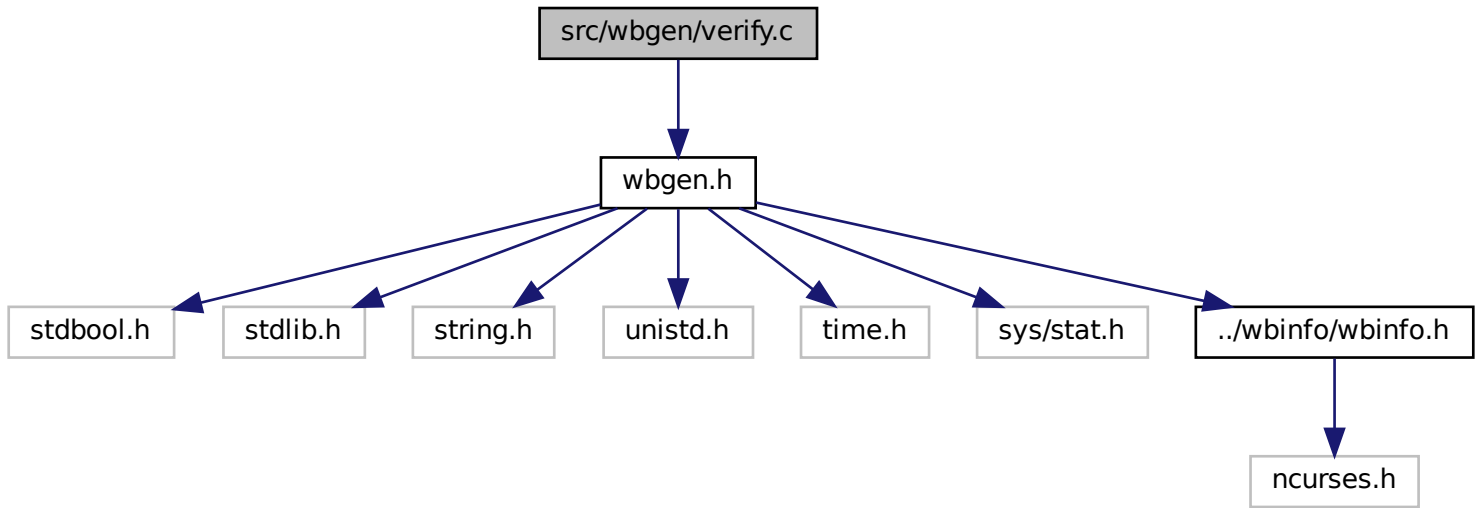 src/wbgen/verify.c
wbgen.h
stdbool.h
stdlib.h
string.h
unistd.h
time.h
sys/stat.h
../wbinfo/wbinfo.h
ncurses.h